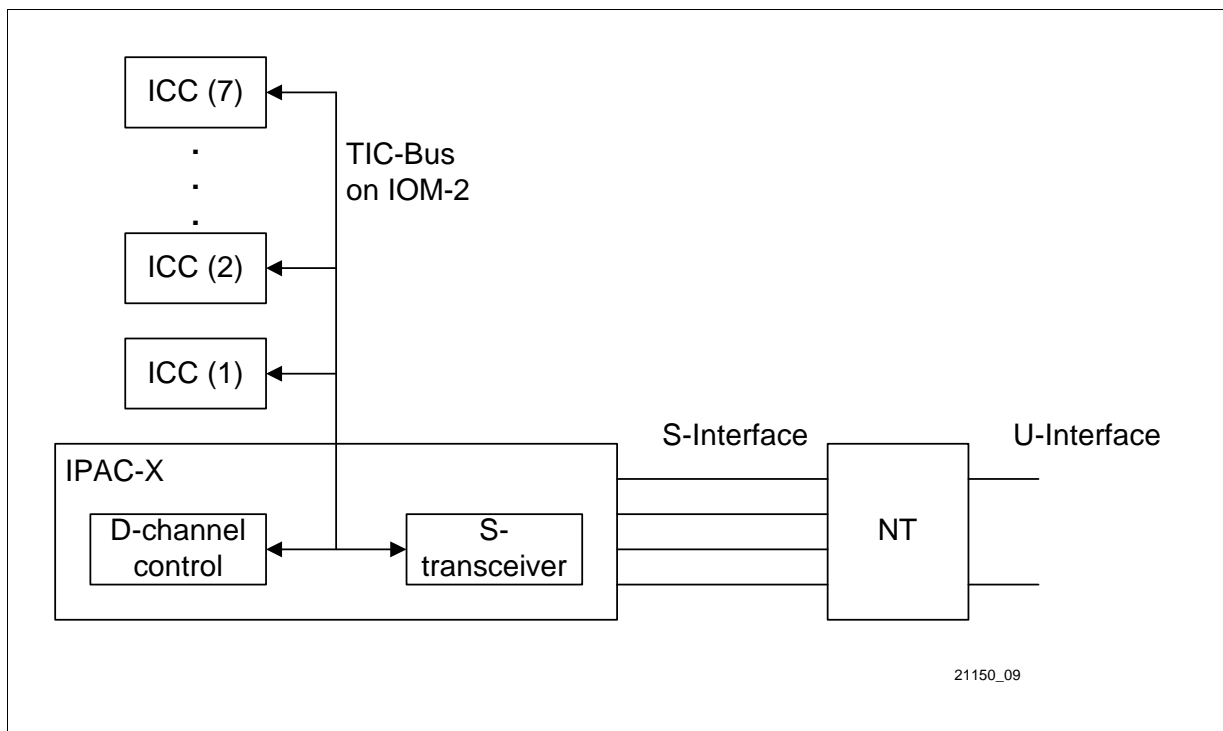 ICC (7)
TIC-Bus
on IOM-2
ICC (2)
ICC (1)
S-Interface
U-Interface
IPAC-X
D-channel
control
S-
transceiver
NT
21150_09